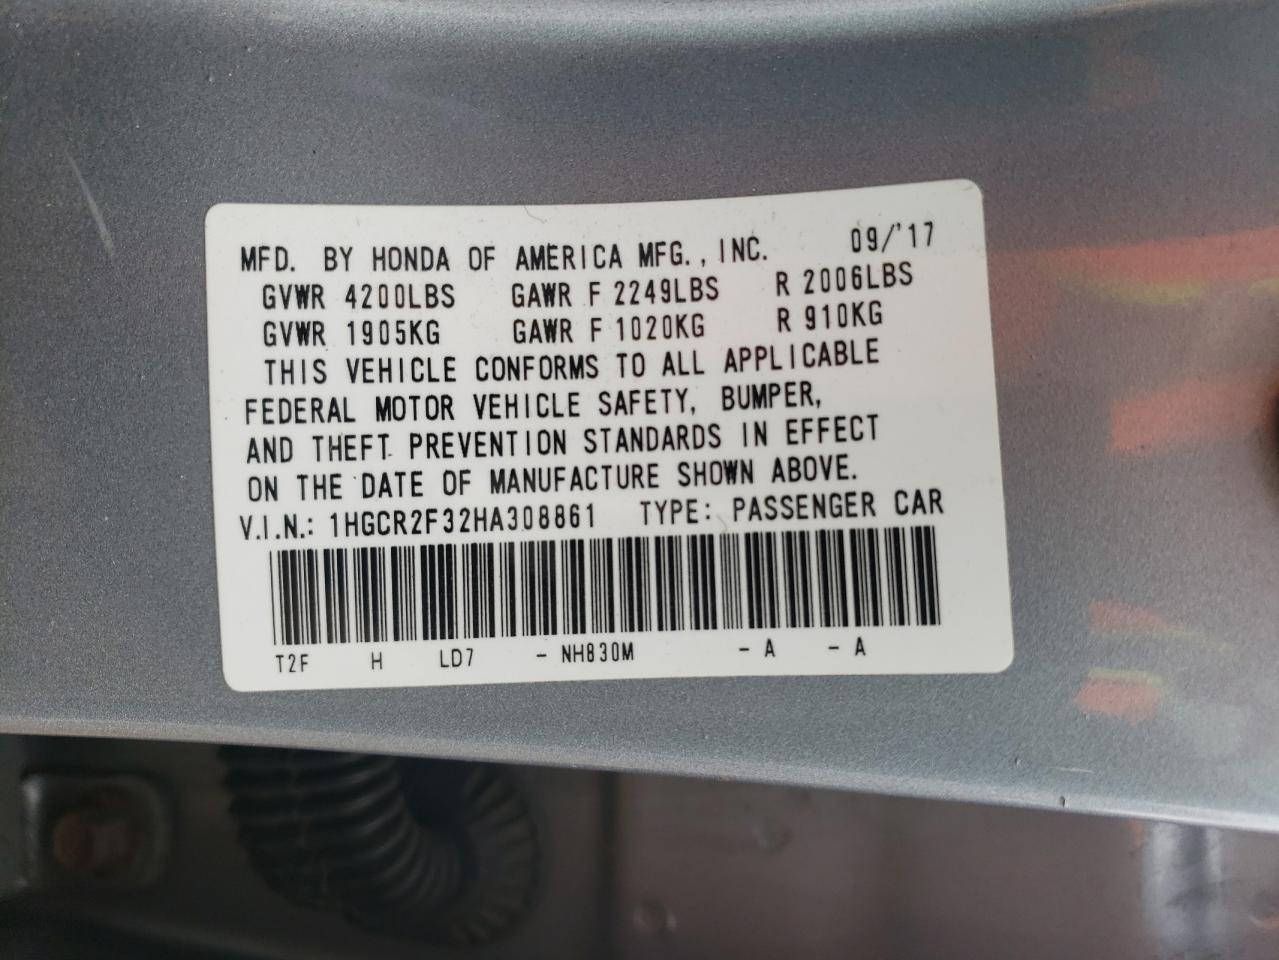 MFD. BY HONDA OF AMERICA MFG., INC. 09/'17
GVWR 4200LBS GAWR F 2249LBS R 2006LBS
GVWR 1905KG GAWR F 1020KG R 910KG
THIS VEHICLE CONFORMS TO ALL APPLICABLE
FEDERAL MOTOR VEHICLE SAFETY, BUMPER,
AND THEFT PREVENTION STANDARDS IN EFFECT
ON THE DATE OF MANUFACTURE SHOWN ABOVE.
V.I.N.: 1HGCR2F32HA308861 TYPE: PASSENGER CAR
T2F H LD7 - NH830M - A - A